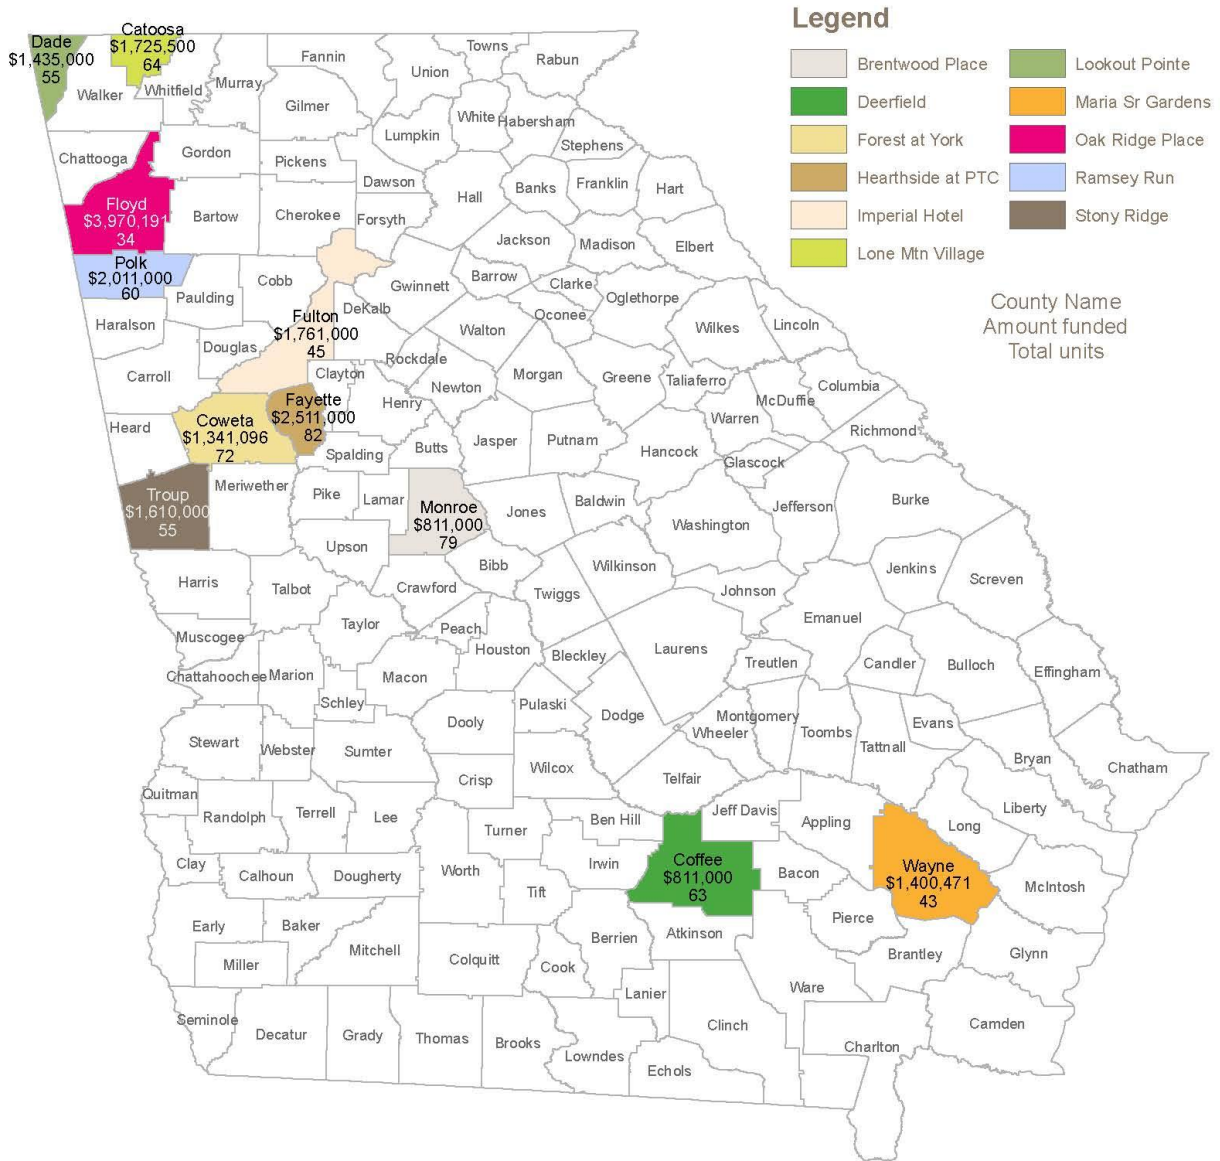 Legend
Brentwood Place
Lookout Pointe
Deerfield
Maria Sr Gardens
Forest at York
Oak Ridge Place
Hearthside at PTC
Ramsey Run
Imperial Hotel
Stony Ridge
Lone Mtn Village
County Name
Amount funded
Total units
Dade
$1,435,000
55
Catoosa
$1,725,500
64
Walker
Whitfield
Murray
Fannin
Gilmer
Union
Towns
Rabun
White
Habersham
Lumpkin
Stephens
Chattooga
Gordon
Pickens
Dawson
Hall
Banks
Franklin
Hart
Floyd
$3,970,191
34
Bartow
Cherokee
Forsyth
Jackson
Madison
Elbert
Polk
$2,011,000
60
Paulding
Cobb
Gwinnett
Barrow
Clarke
Oconee
Oglethorpe
Wilkes
Lincoln
Haralson
Douglas
Fulton
$1,761,000
45
DeKalb
Walton
Rockdale
Carroll
Clayton
Newton
Morgan
Greene
Taliaferro
McDuffie
Columbia
Warren
Richmond
Heard
Coweta
$1,341,096
72
Fayette
$2,511,000
82
Henry
Spalding
Butts
Jasper
Putnam
Hancock
Glascock
Troup
$1,610,000
55
Meriwether
Pike
Lamar
Monroe
$811,000
79
Jones
Baldwin
Washington
Jefferson
Burke
Upson
Bibb
Wilkinson
Jenkins
Screven
Harris
Talbot
Crawford
Twiggs
Johnson
Emanuel
Taylor
Peach
Muscogee
Houston
Bleckley
Laurens
Treutlen
Candler
Bulloch
Effingham
Chattahoochee
Marion
Macon
Schley
Pulaski
Dodge
Montgomery
Wheeler
Toombs
Evans
Tattnall
Bryan
Chatham
Stewart
Webster
Sumter
Dooly
Wilcox
Telfair
Crisp
Quitman
Randolph
Terrell
Lee
Turner
Ben Hill
Jeff Davis
Appling
Long
Liberty
Clay
Calhoun
Dougherty
Worth
Tift
Irwin
Coffee
$811,000
63
Bacon
Wayne
$1,400,471
43
McIntosh
Pierce
Early
Baker
Mitchell
Miller
Colquitt
Cook
Berrien
Atkinson
Brantley
Glynn
Lanier
Ware
Seminole
Decatur
Grady
Thomas
Brooks
Lowndes
Echols
Clinch
Charlton
Camden